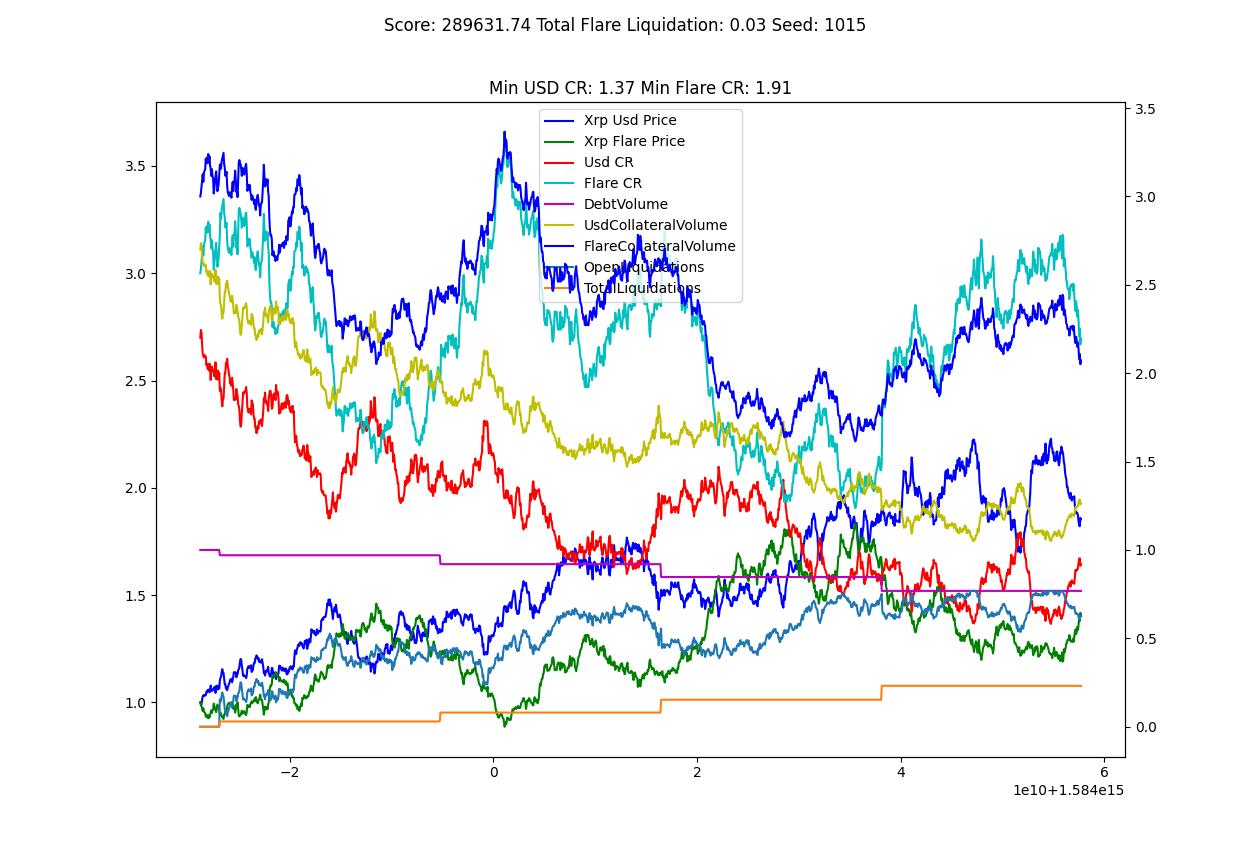 Score: 289631.74 Total Flare Liquidation: 0.03 Seed: 1015
Min USD CR: 1.37 Min Flare CR: 1.91
Xrp Usd Price
Xrp Flare Price
Usd CR
Flare CR
DebtVolume
UsdCollateralVolume
FlareCollateralVolume
OpenLiquidations
TotalLiquidations
3.5
3.0
2.5
2.0
1.5
1.0
3.5
3.0
2.5
2.0
1.5
1.0
0.5
0.0
−2 0 2 4 6
1e10+1.584e15